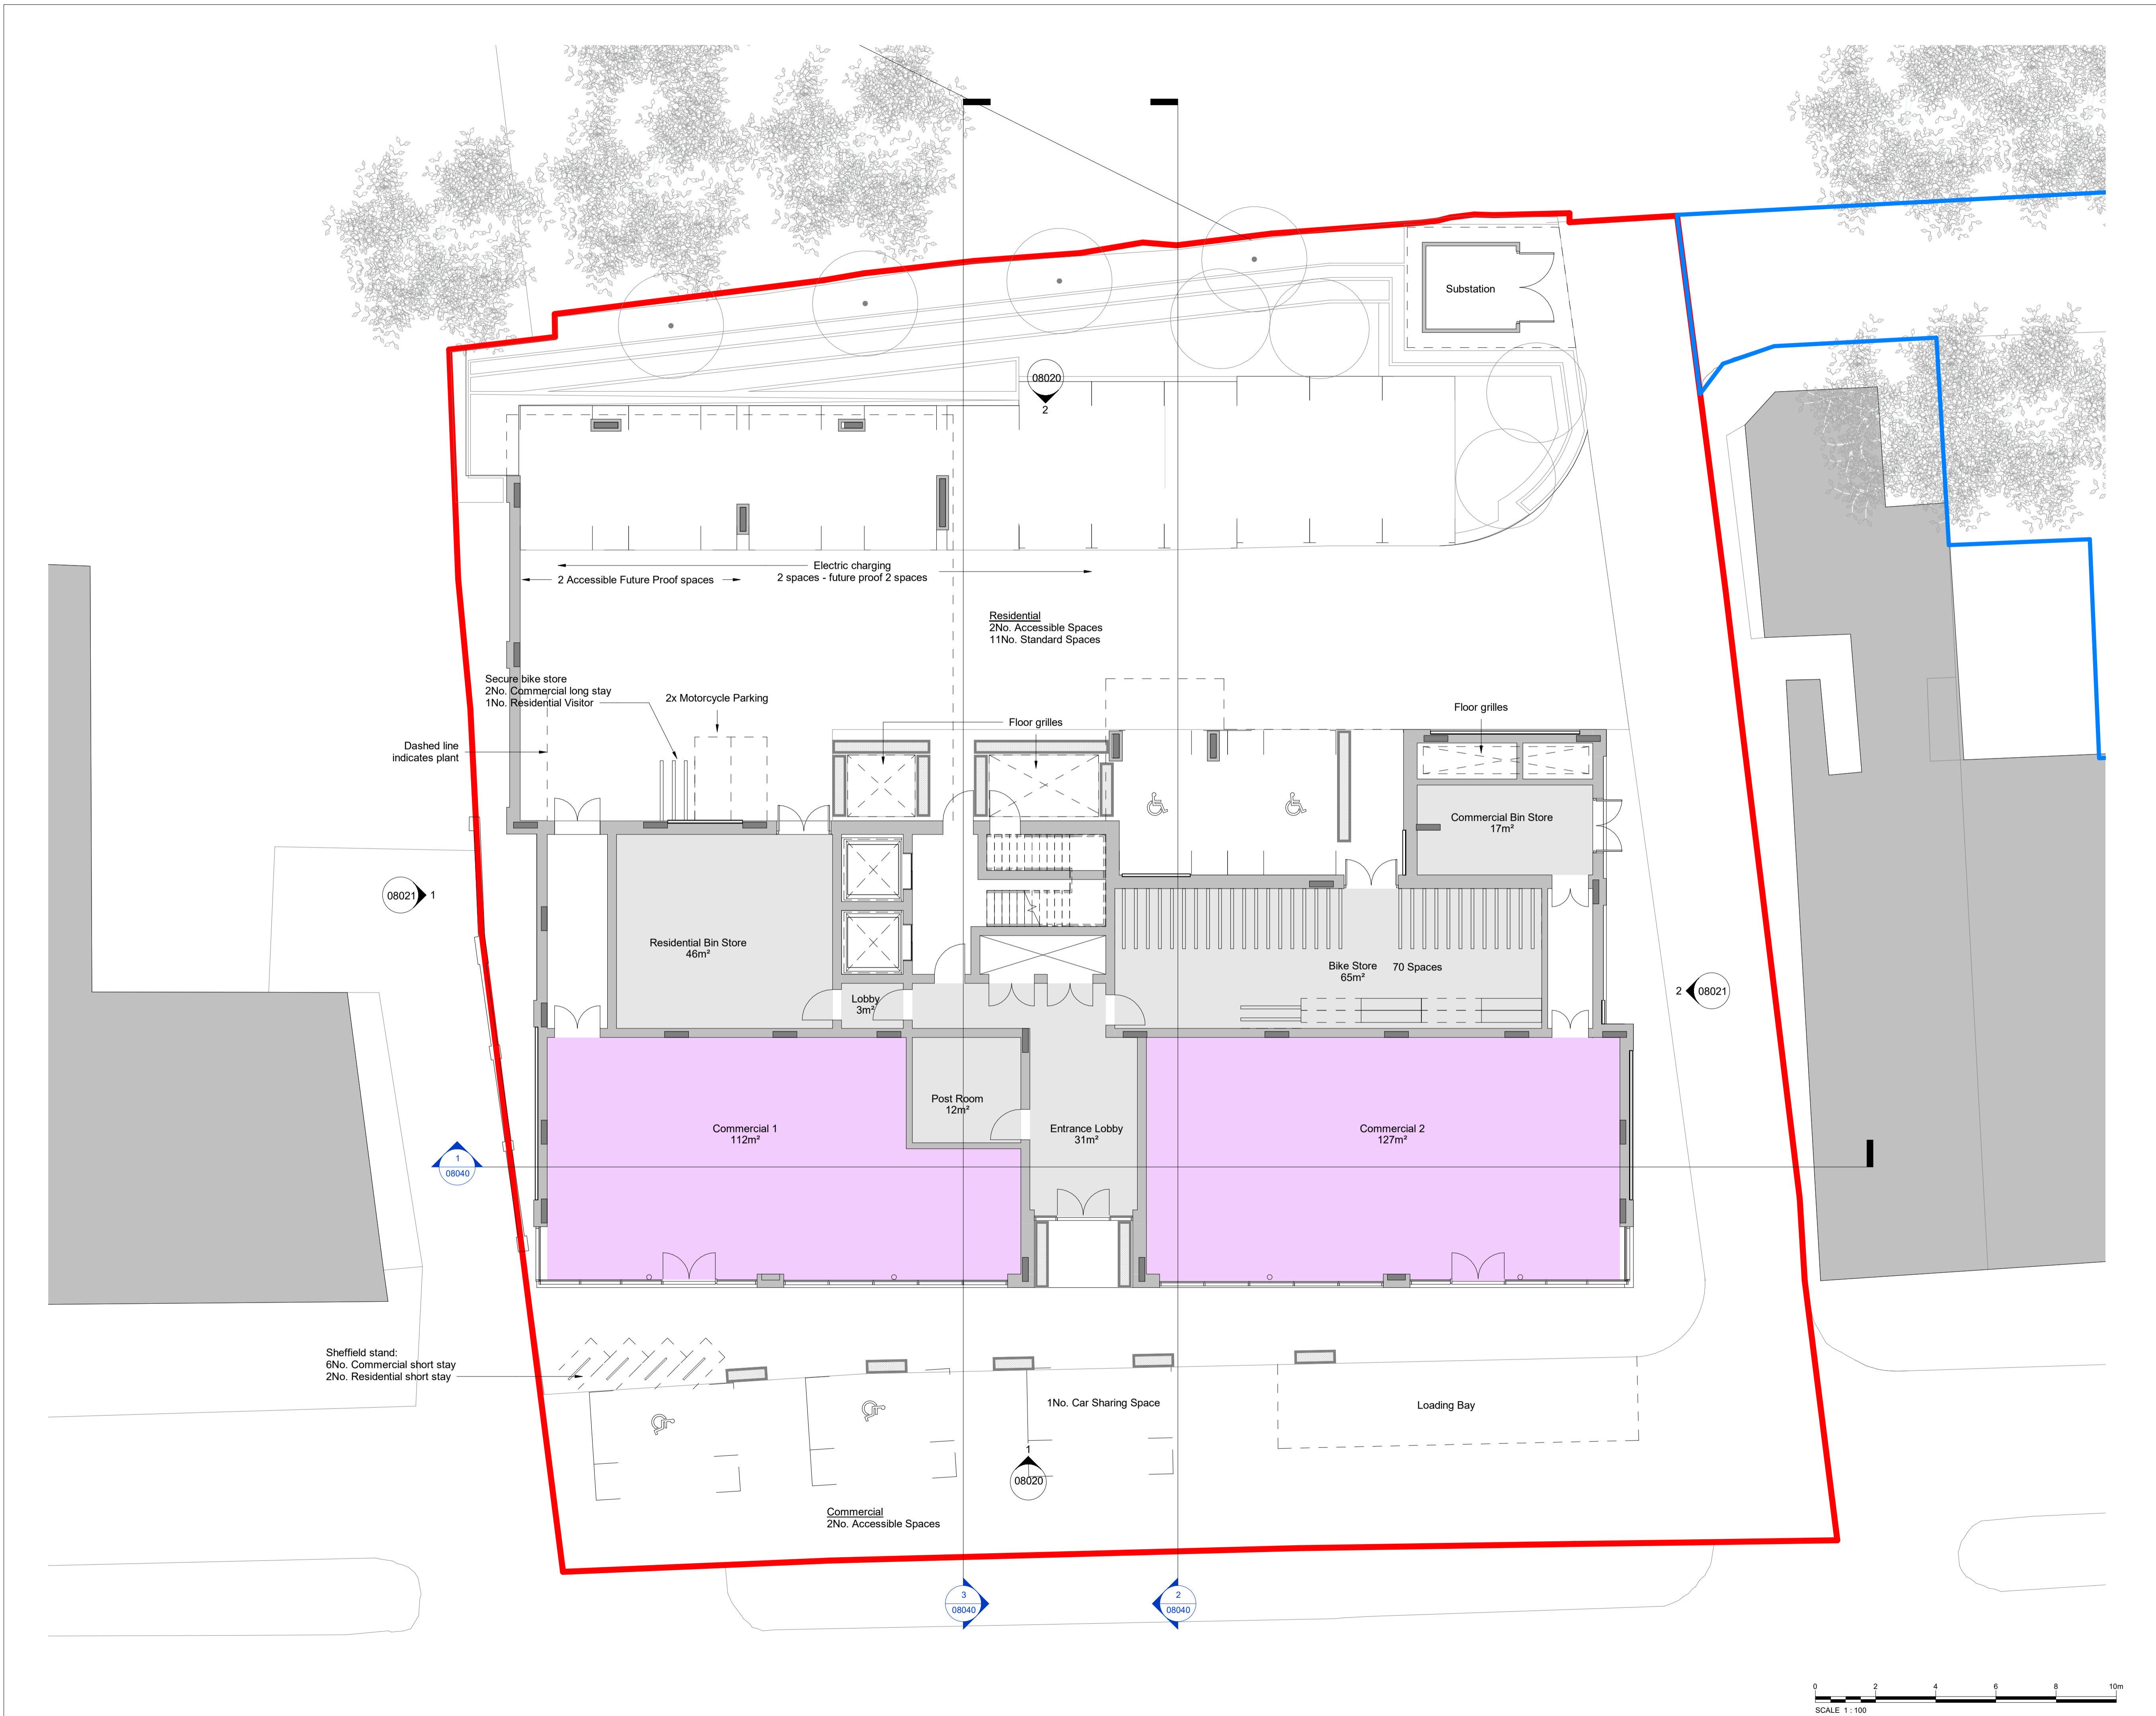 Substation
08020
2
Electric charging
2 spaces - future proof 2 spaces
2 Accessible Future Proof spaces
Residential
2No. Accessible Spaces
11No. Standard Spaces
Secure bike store
2No. Commercial long stay
1No. Residential Visitor
2x Motorcycle Parking
Floor grilles
Floor grilles
Dashed line
indicates plant
Commercial Bin Store
17m²
08021
1
Residential Bin Store
46m²
Bike Store
65m²
70 Spaces
2
08021
Lobby
3m²
Post Room
12m²
Commercial 1
112m²
Entrance Lobby
31m²
Commercial 2
127m²
1
08040
Sheffield stand:
6No. Commercial short stay
2No. Residential short stay
1No. Car Sharing Space
Loading Bay
1
08020
Commercial
2No. Accessible Spaces
3
08040
2
08040
0 2 4 6 8 10m
SCALE 1 : 100